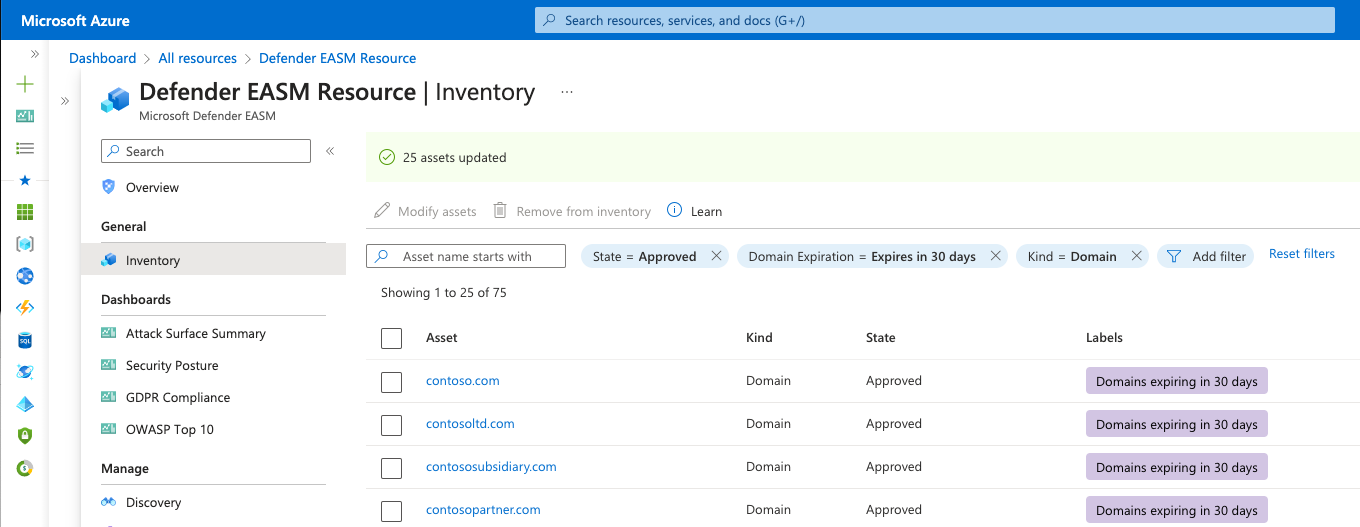 Microsoft Azure
Search resources, services, and docs (G+/)
Dashboard > All resources > Defender EASM Resource
Defender EASM Resource | Inventory ...
Microsoft Defender EASM
Search
Overview
General
Inventory
Dashboards
Attack Surface Summary
Security Posture
GDPR Compliance
OWASP Top 10
Manage
Discovery
25 assets updated
Modify assets Remove from inventory Learn
Asset name starts with State = Approved Domain Expiration = Expires in 30 days Kind = Domain Add filter Reset filters
Showing 1 to 25 of 75
Asset Kind State Labels
contoso.com Domain Approved Domains expiring in 30 days
contosoltd.com Domain Approved Domains expiring in 30 days
contososubsidiary.com Domain Approved Domains expiring in 30 days
contosopartner.com Domain Approved Domains expiring in 30 days
SQL